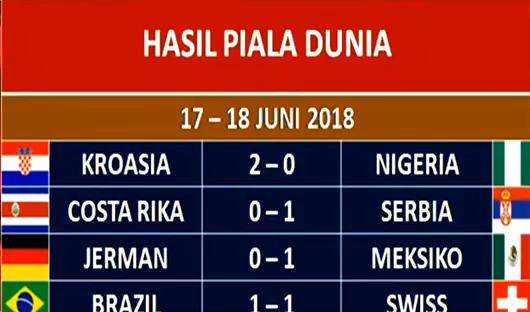 HASIL PIALA DUNIA
17 – 18 JUNI 2018
KROASIA 2 – 0 NIGERIA
COSTA RIKA 0 – 1 SERBIA
JERMAN 0 – 1 MEKSIKO
BRAZIL 1 – 1 SWISS